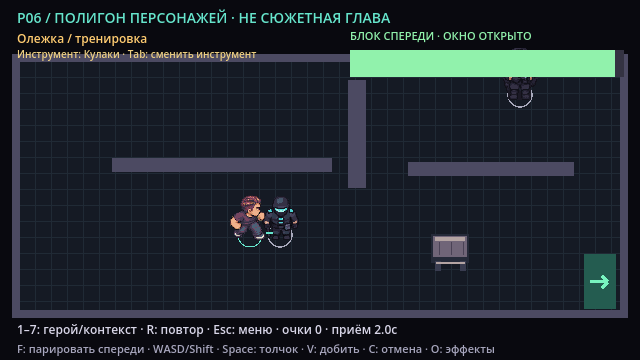 P06 / ПОЛИГОН ПЕРСОНАЖЕЙ · НЕ СЮЖЕТНАЯ ГЛАВА
Олежка / тренировка
БЛОК СПЕРЕДИ · ОКНО ОТКРЫТО
Инструмент: Кулаки · Tab: сменить инструмент
1–7: герой/контекст · R: повтор · Esc: меню · очки 0 · приём 2.0с
F: парировать спереди · WASD/Shift · Space: толчок · V: добить · C: отмена · O: эффекты